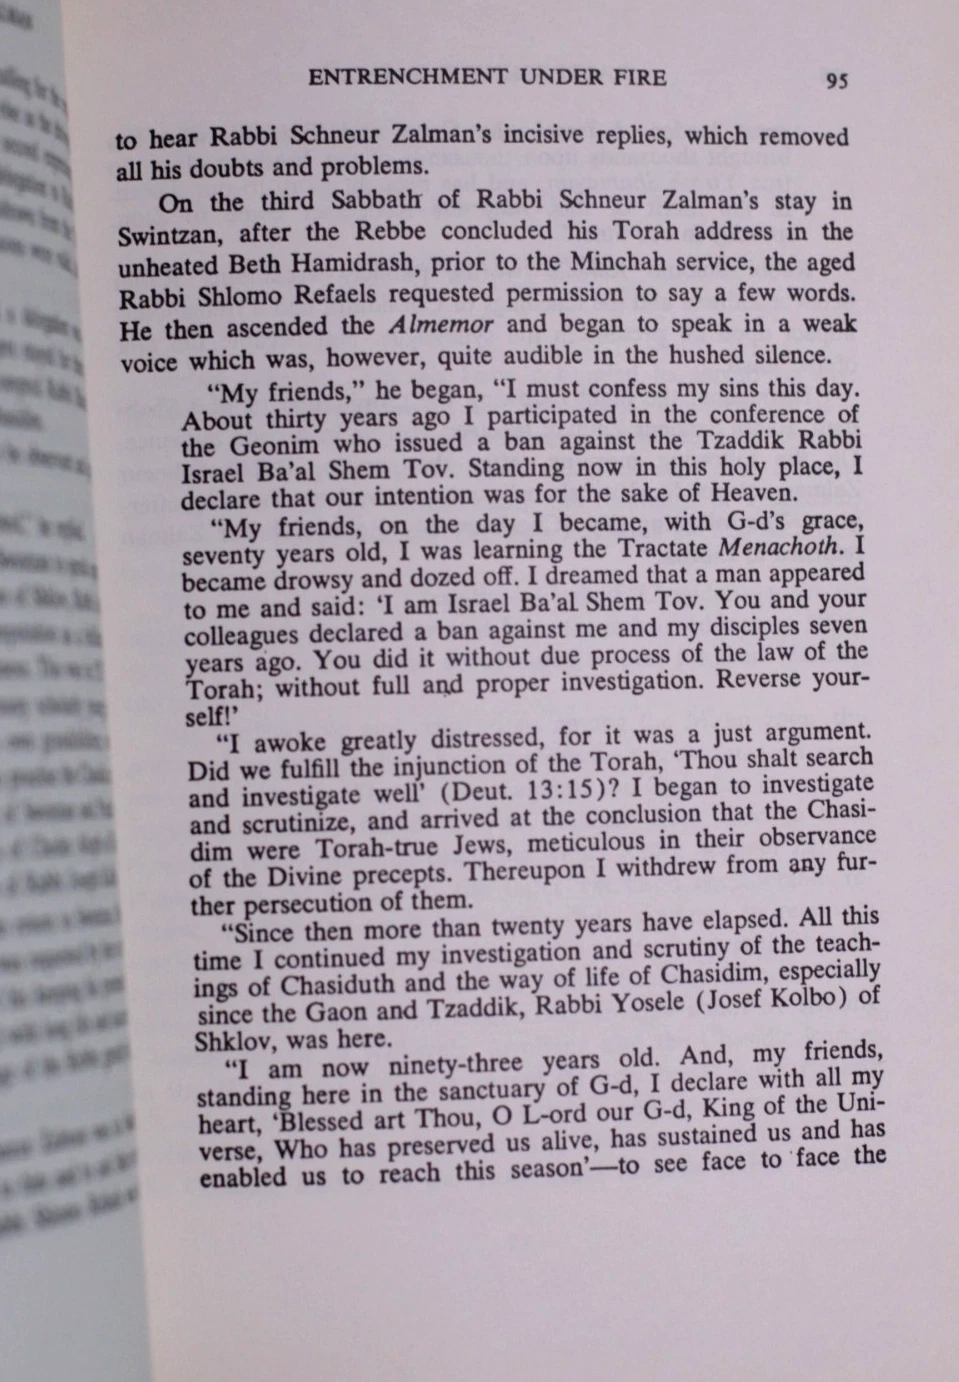 ENTRENCHMENT UNDER FIRE 95
to hear Rabbi Schneur Zalman's incisive replies, which removed
all his doubts and problems.
On the third Sabbath of Rabbi Schneur Zalman's stay in
Swintzan, after the Rebbe concluded his Torah address in the
unheated Beth Hamidrash, prior to the Minchah service, the aged
Rabbi Shlomo Refaels requested permission to say a few words.
He then ascended the Almemor and began to speak in a weak
voice which was, however, quite audible in the hushed silence.
"My friends," he began, "I must confess my sins this day.
About thirty years ago I participated in the conference of
the Geonim who issued a ban against the Tzaddik Rabbi
Israel Ba'al Shem Tov. Standing now in this holy place, I
declare that our intention was for the sake of Heaven.
"My friends, on the day I became, with G-d's grace,
seventy years old, I was learning the Tractate Menachoth. I
became drowsy and dozed off. I dreamed that a man appeared
to me and said: 'I am Israel Ba'al Shem Tov. You and your
colleagues declared a ban against me and my disciples seven
years ago. You did it without due process of the law of the
Torah; without full and proper investigation. Reverse your-
self!'
"I awoke greatly distressed, for it was a just argument.
Did we fulfill the injunction of the Torah, 'Thou shalt search
and investigate well' (Deut. 13:15)? I began to investigate
and scrutinize, and arrived at the conclusion that the Chasi-
dim were Torah-true Jews, meticulous in their observance
of the Divine precepts. Thereupon I withdrew from any fur-
ther persecution of them.
"Since then more than twenty years have elapsed. All this
time I continued my investigation and scrutiny of the teach-
ings of Chasiduth and the way of life of Chasidim, especially
since the Gaon and Tzaddik, Rabbi Yosele (Josef Kolbo) of
Shklov, was here.
"I am now ninety-three years old. And, my friends,
standing here in the sanctuary of G-d, I declare with all my
heart, 'Blessed art Thou, O L-ord our G-d, King of the Uni-
verse, Who has preserved us alive, has sustained us and has
enabled us to reach this season'—to see face to face the